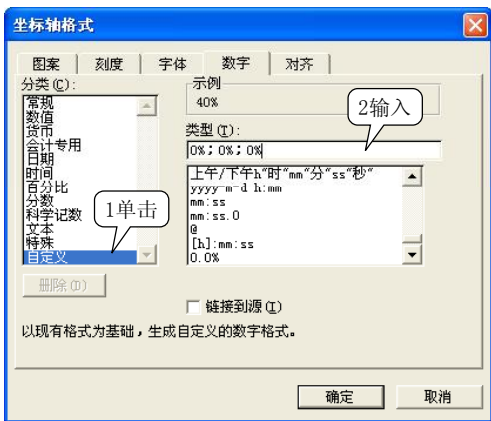 坐标轴格式
图案 刻度 字体 数字 对齐
分类(C):
常规
数值
货币
会计专用
日期
时间
百分比
分数
科学记数
文本
特殊
自定义
1单击
删除(D)
示例
40%
2输入
类型(T):
0%;0%;0%
上午/下午h"时"mm"分"ss"秒"
yyyy-m-d h:mm
mm:ss
mm:ss.0
@
[h]:mm:ss
0.0%
链接到源(I)
以现有格式为基础，生成自定义的数字格式。
确定 取消